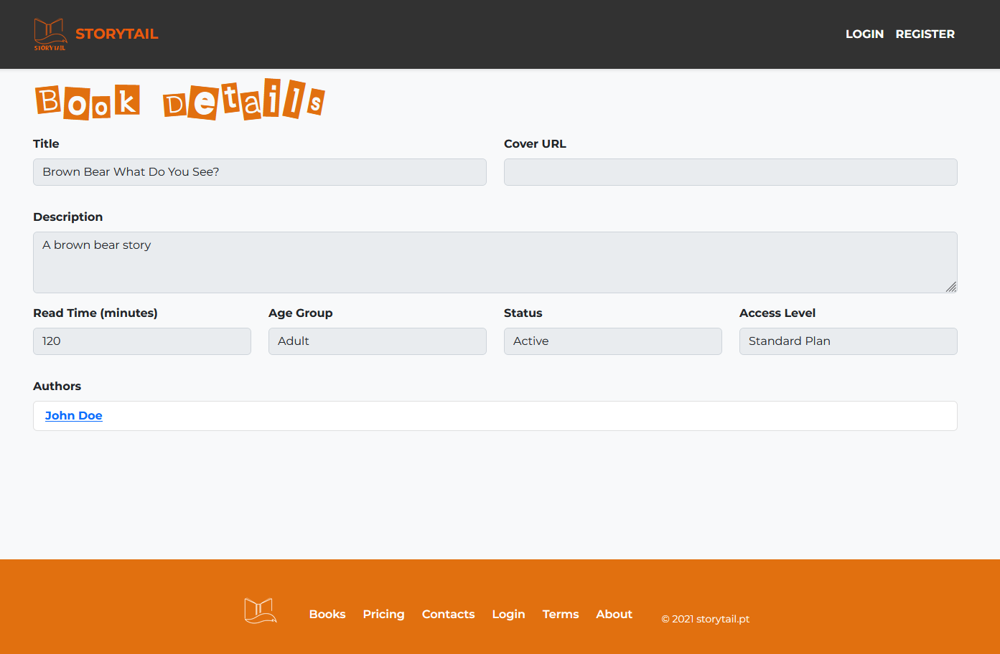 STORYTAIL
STORYTAIL
LOGIN REGISTER
Book Details
Title
Cover URL
Brown Bear What Do You See?
Description
A brown bear story
Read Time (minutes)
Age Group
Status
Access Level
120
Adult
Active
Standard Plan
Authors
John Doe
Books Pricing Contacts Login Terms About © 2021 storytail.pt